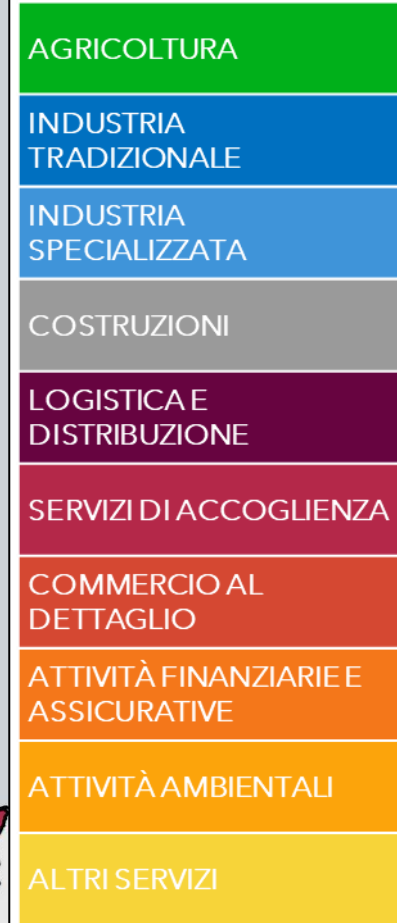 AGRICOLTURA
INDUSTRIA
TRADIZIONALE
INDUSTRIA
SPECIALIZZATA
COSTRUZIONI
LOGISTICA E
DISTRIBUZIONE
SERVIZI DI ACCOGLIENZA
COMMERCIO AL
DETTAGLIO
ATTIVITÀ FINANZIARIE E
ASSICURATIVE
ATTIVITÀ AMBIENTALI
ALTRI SERVIZI